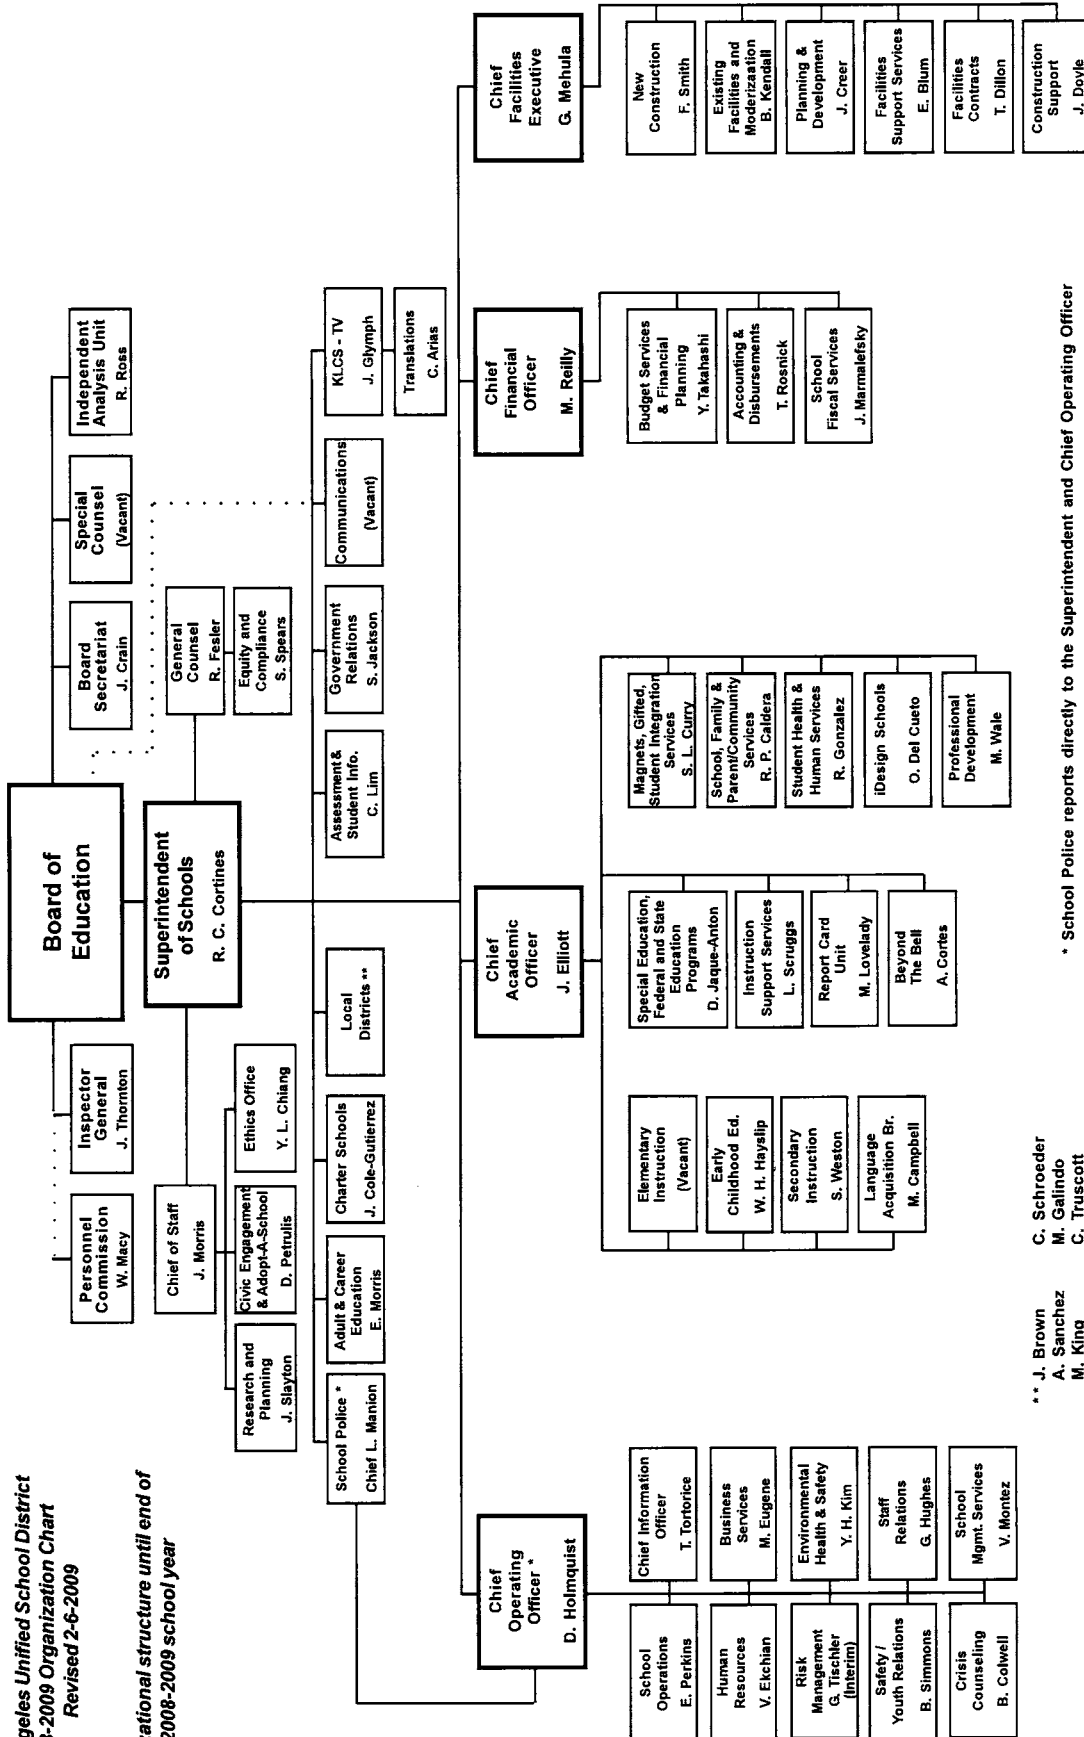 geles Unified School District
-2009 Organization Chart
Revised 2-6-2009
ational structure until end of
2008-2009 school year
Board of
Education
Personnel
Commission
W. Macy
Inspector
General
J. Thornton
Board
Secretariat
J. Crain
Special
Counsel
(Vacant)
Independent
Analysis Unit
R. Ross
Superintendent
of Schools
R. C. Cortines
Chief of Staff
J. Morris
General
Counsel
R. Fesler
Equity and
Compliance
S. Spears
Research and
Planning
J. Slayton
Civic Engagement
& Adopt-A-School
D. Petrulis
Ethics Office
Y. L. Chiang
School Police *
Chief L. Manion
Adult & Career
Education
E. Morris
Charter Schools
J. Cole-Gutierrez
Local
Districts **
Assessment &
Student Info.
C. Lim
Government
Relations
S. Jackson
Communications
(Vacant)
KLCS - TV
J. Glymph
Translations
C. Arias
Chief
Operating
Officer *
D. Holmquist
Chief
Academic
Officer
J. Elliott
Chief
Financial
Officer
M. Reilly
Chief
Facilities
Executive
G. Mehula
School
Operations
E. Perkins
Human
Resources
V. Ekchian
Risk
Management
G. Tischler
(Interim)
Safety /
Youth Relations
B. Simmons
Crisis
Counseling
B. Colwell
Chief Information
Officer
T. Tortorice
Business
Services
M. Eugene
Environmental
Health & Safety
Y. H. Kim
Staff
Relations
G. Hughes
School
Mgmt. Services
V. Montez
Elementary
Instruction
(Vacant)
Early
Childhood Ed.
W. H. Hayslip
Secondary
Instruction
S. Weston
Language
Acquisition Br.
M. Campbell
Special Education,
Federal and State
Education
Programs
D. Jaque-Anton
Instruction
Support Services
L. Scruggs
Report Card
Unit
M. Lovelady
Beyond
The Bell
A. Cortes
Magnets, Gifted,
Student Integration
Services
S. L. Curry
School, Family &
Parent/Community
Services
R. P. Caldera
Student Health &
Human Services
R. Gonzalez
iDesign Schools
O. Del Cueto
Professional
Development
M. Wale
Budget Services
& Financial
Planning
Y. Takahashi
Accounting &
Disbursements
T. Rosnick
School
Fiscal Services
J. Marmalefsky
New
Construction
F. Smith
Existing
Facilities and
Moderizaation
B. Kendall
Planning &
Development
J. Creer
Facilities
Support Services
E. Blum
Facilities
Contracts
T. Dillon
Construction
Support
J. Doyle
* School Police reports directly to the Superintendent and Chief Operating Officer
** J. Brown
A. Sanchez
M. King
C. Schroeder
M. Galindo
C. Truscott